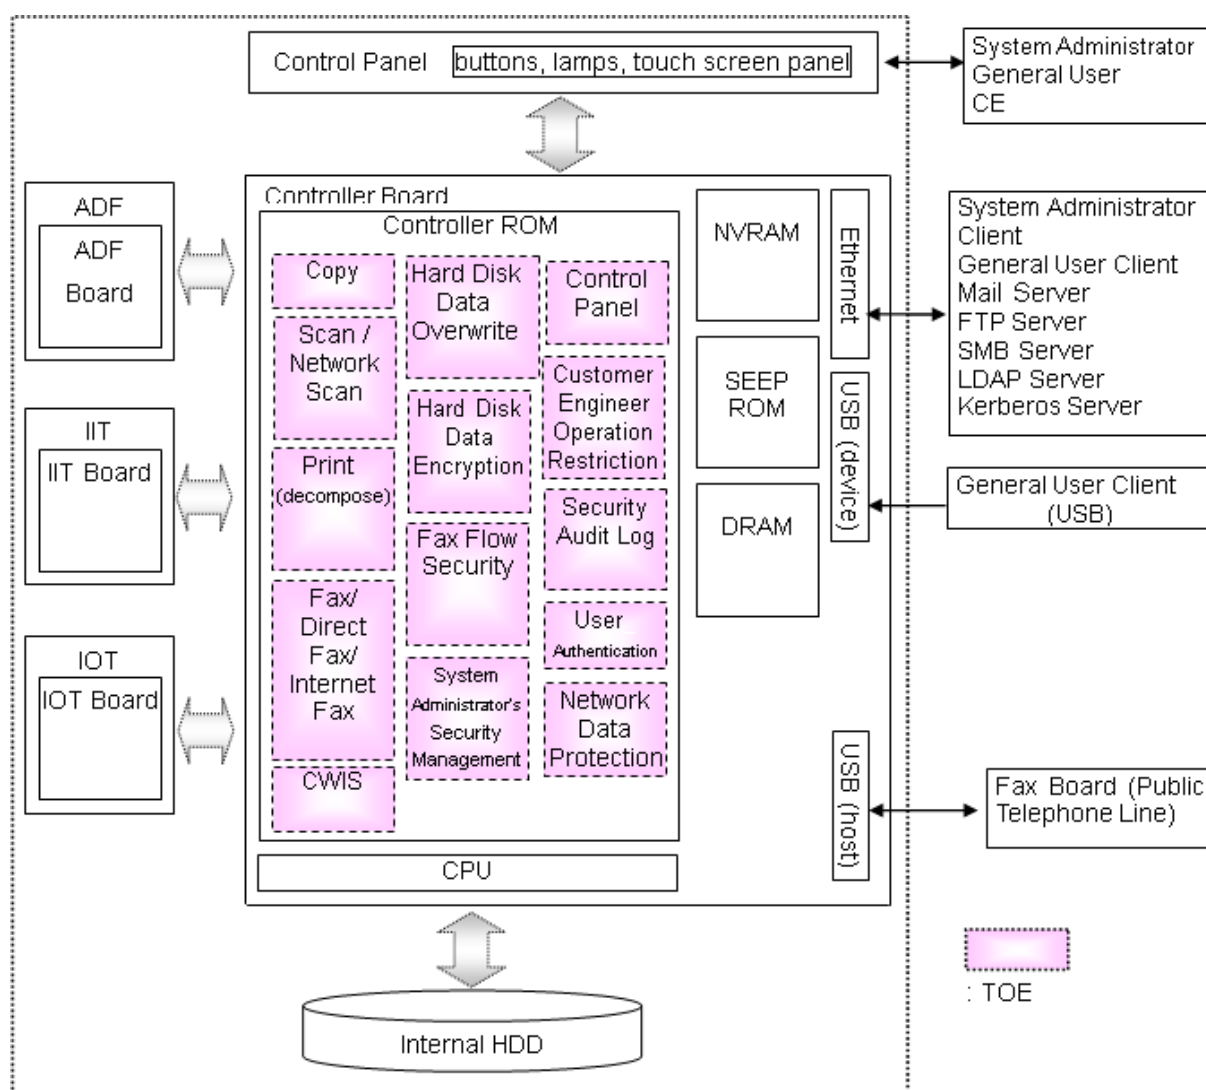 Control Panel buttons, lamps, touch screen panel
System Administrator
General User
CE
ADF
ADF
Board
IIT
IIT Board
IOT
IOT Board
Controller Board
Controller ROM
Copy
Scan /
Network
Scan
Print
(decompose)
Fax/
Direct
Fax/
Internet
Fax
CWIS
Hard Disk
Data
Overwrite
Hard Disk
Data
Encryption
Fax Flow
Security
System
Administrator's
Security
Management
Control
Panel
Customer
Engineer
Operation
Restriction
Security
Audit Log
User
Authentication
Network
Data
Protection
NVRAM
SEEP
ROM
DRAM
Ethernet
USB (device)
USB (host)
CPU
Internal HDD
System Administrator
Client
General User Client
Mail Server
FTP Server
SMB Server
LDAP Server
Kerberos Server
General User Client
(USB)
Fax Board (Public
Telephone Line)
: TOE